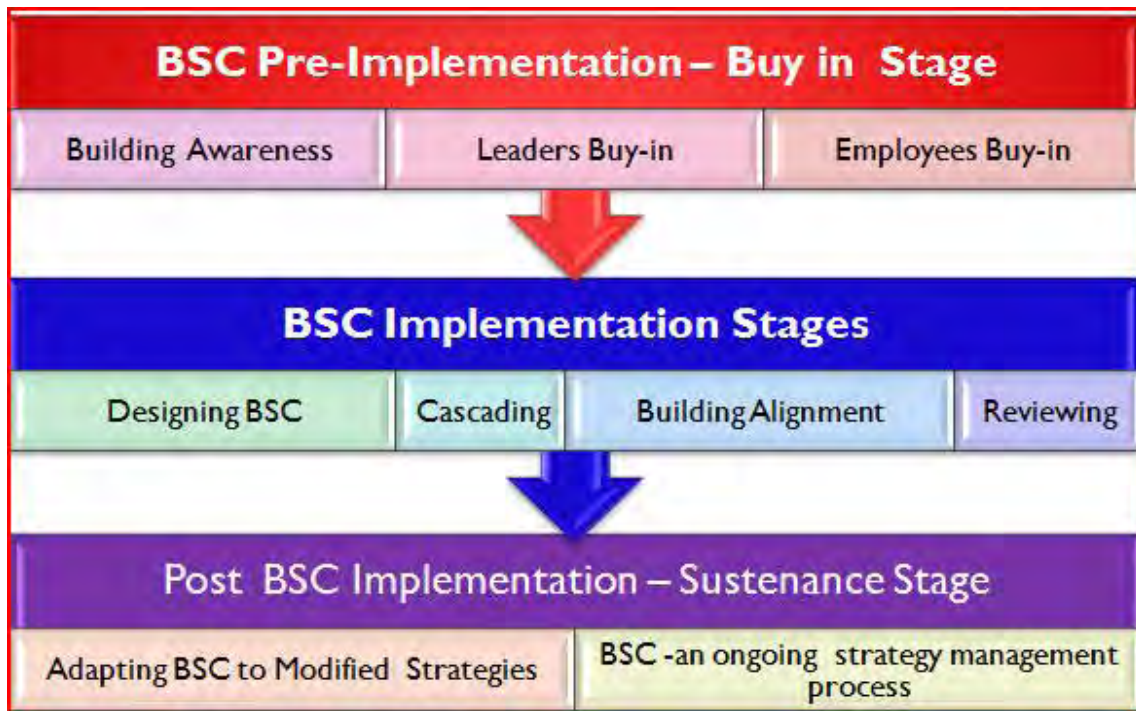 BSC Pre-Implementation – Buy in Stage
Building Awareness
Leaders Buy-in
Employees Buy-in
BSC Implementation Stages
Designing BSC
Cascading
Building Alignment
Reviewing
Post BSC Implementation – Sustenance Stage
Adapting BSC to Modified Strategies
BSC -an ongoing strategy management
process